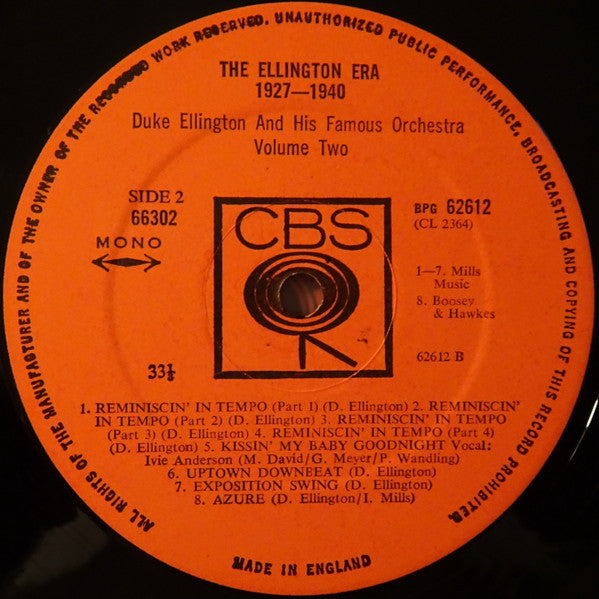 ALL RIGHTS OF THE MANUFACTURER AND OF THE OWNER OF THE RECORDED WORK RESERVED. UNAUTHORIZED PUBLIC PERFORMANCE, BROADCASTING AND COPYING OF THIS RECORD PROHIBITED.
THE ELLINGTON ERA
1927—1940
Duke Ellington And His Famous Orchestra
Volume Two
SIDE 2
66302
MONO
CBS
BPG 62612
(CL 2364)
1—7. Mills
Music
8. Boosey
& Hawkes
33⅓
62612 B
1. REMINISCIN' IN TEMPO (Part 1) (D. Ellington) 2. REMINISCIN'
IN TEMPO (Part 2) (D. Ellington) 3. REMINISCIN' IN TEMPO
(Part 3) (D. Ellington) 4. REMINISCIN' IN TEMPO (Part 4)
(D. Ellington) 5. KISSIN' MY BABY GOODNIGHT Vocal:
Ivie Anderson (M. David/G. Meyer/P. Wandling)
6. UPTOWN DOWNBEAT (D. Ellington)
7. EXPOSITION SWING (D. Ellington)
8. AZURE (D. Ellington/I. Mills)
MADE IN ENGLAND